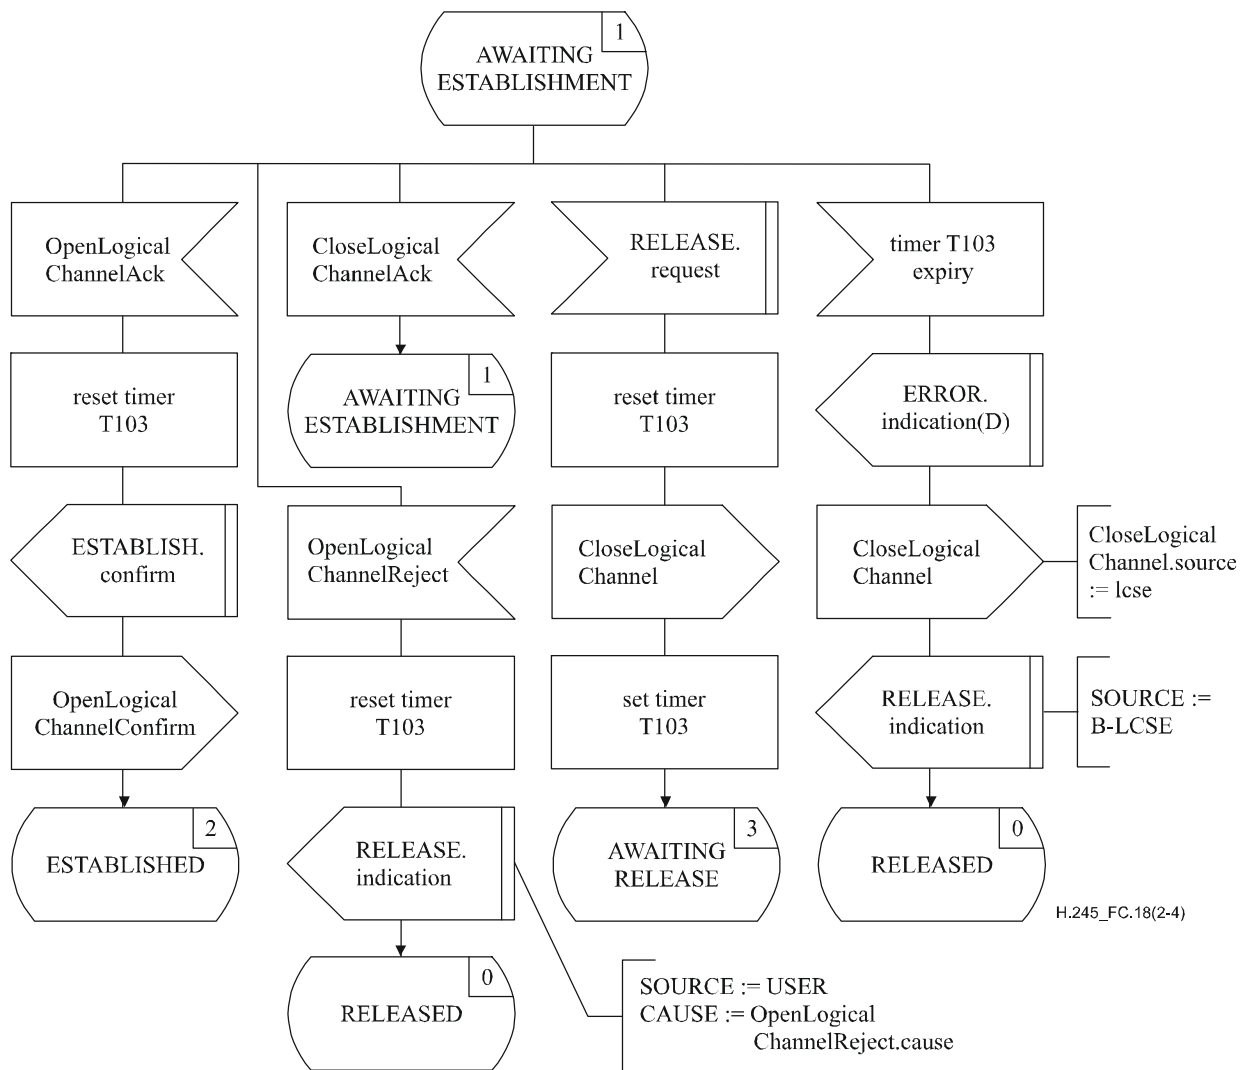 1
AWAITING
ESTABLISHMENT
OpenLogical
ChannelAck
CloseLogical
ChannelAck
RELEASE.
request
timer T103
expiry
reset timer
T103
1
AWAITING
ESTABLISHMENT
reset timer
T103
ERROR.
indication(D)
ESTABLISH.
confirm
OpenLogical
ChannelReject
CloseLogical
Channel
CloseLogical
Channel
CloseLogical
Channel.source
:= lcse
OpenLogical
ChannelConfirm
reset timer
T103
set timer
T103
RELEASE.
indication
SOURCE :=
B-LCSE
2
ESTABLISHED
RELEASE.
indication
3
AWAITING
RELEASE
0
RELEASED
H.245_FC.18(2-4)
0
RELEASED
SOURCE := USER
CAUSE := OpenLogical
ChannelReject.cause